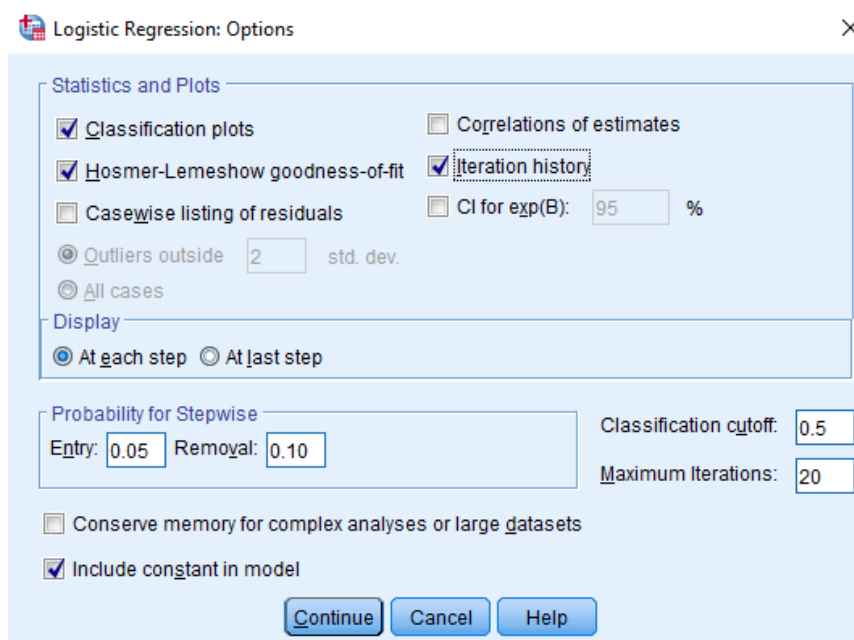 Logistic Regression: Options
Statistics and Plots
Classification plots
Correlations of estimates
Hosmer-Lemeshow goodness-of-fit
Iteration history
Casewise listing of residuals
CI for exp(B): 95 %
Outliers outside 2 std. dev.
All cases
Display
At each step At last step
Probability for Stepwise
Entry: 0.05 Removal: 0.10
Classification cutoff: 0.5
Maximum Iterations: 20
Conserve memory for complex analyses or large datasets
Include constant in model
Continue Cancel Help